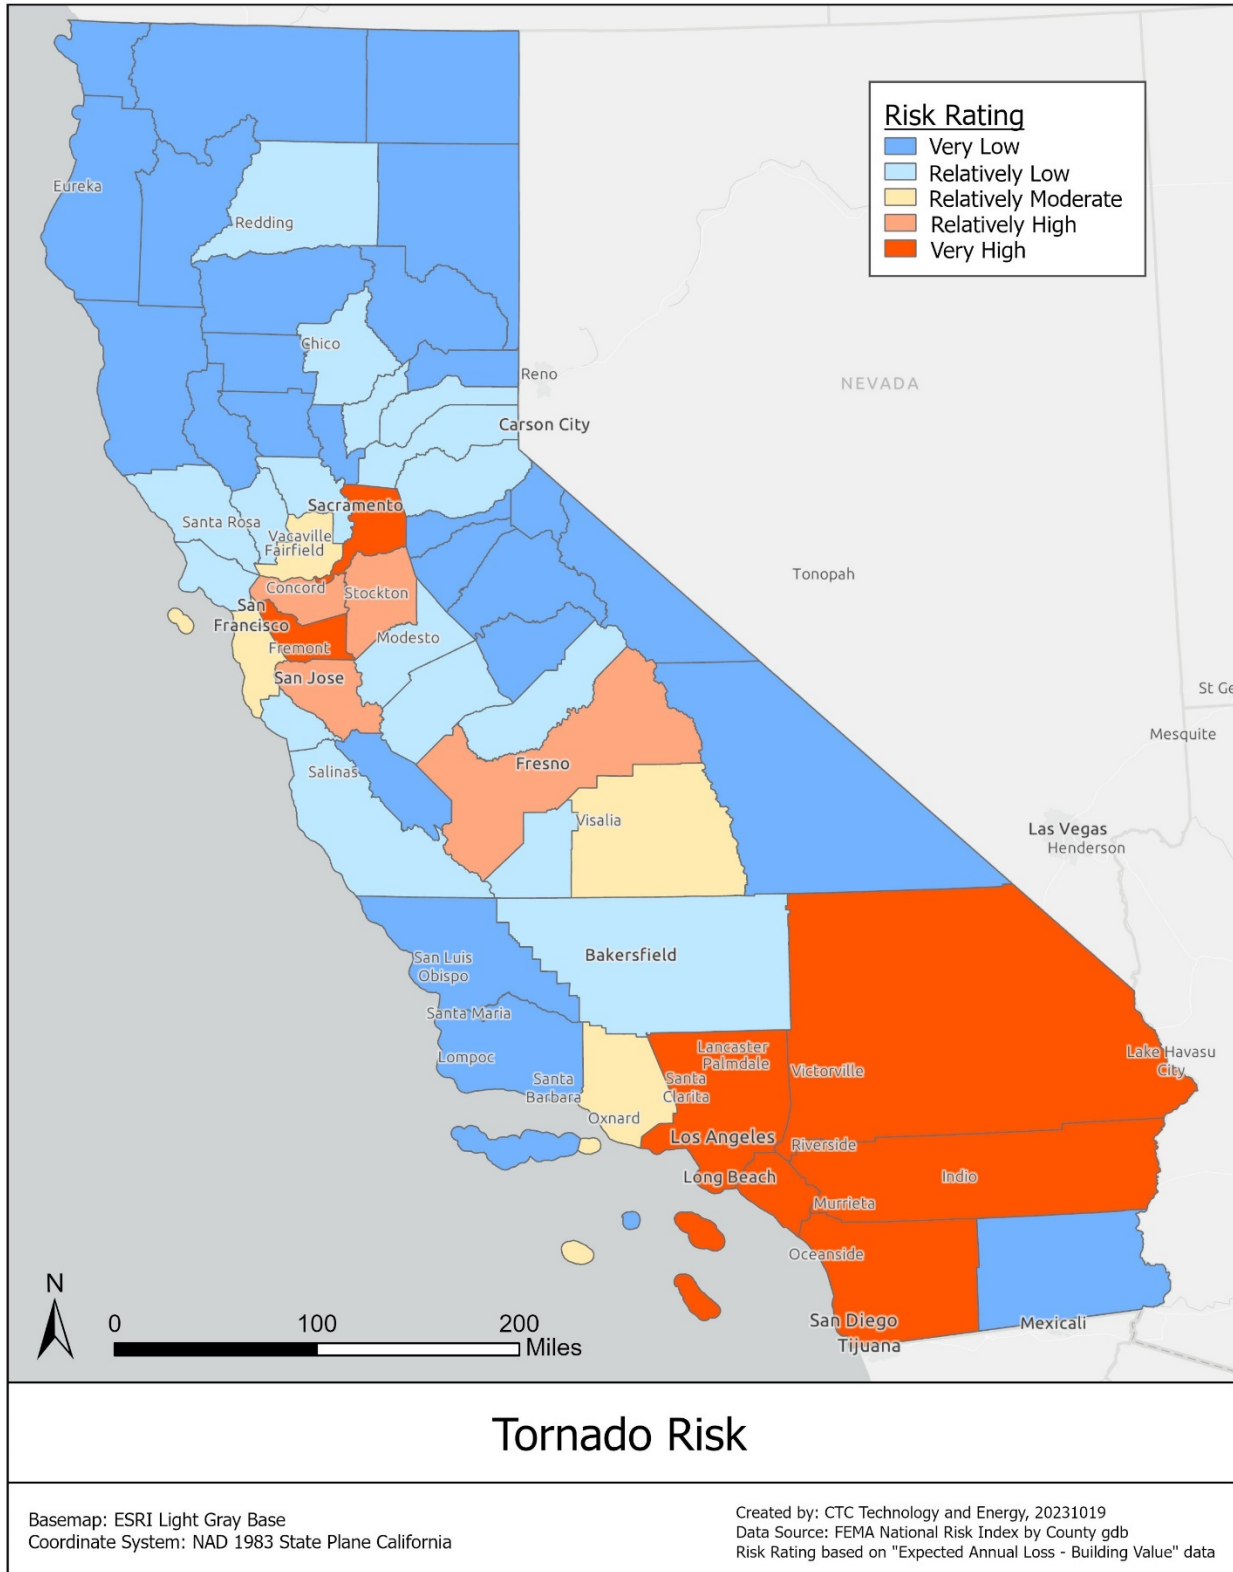 Risk Rating
Very Low
Relatively Low
Relatively Moderate
Relatively High
Very High
Eureka
Redding
Chico
Reno
NEVADA
Carson City
Sacramento
Santa Rosa
Vacaville
Fairfield
Concord
Stockton
San
Francisco
Fremont
Modesto
San Jose
Tonopah
St Ge
Mesquite
Salinas
Fresno
Visalia
Las Vegas
Henderson
Bakersfield
San Luis
Obispo
Santa Maria
Lompoc
Santa
Barbara
Oxnard
Lancaster
Palmdale
Santa
Clarita
Victorville
Lake Havasu
City
Los Angeles
Riverside
Long Beach
Indio
Murrieta
Oceanside
San Diego
Tijuana
Mexicali
N
0 100 200
Miles
Tornado Risk
Basemap: ESRI Light Gray Base
Coordinate System: NAD 1983 State Plane California
Created by: CTC Technology and Energy, 20231019
Data Source: FEMA National Risk Index by County gdb
Risk Rating based on "Expected Annual Loss - Building Value" data